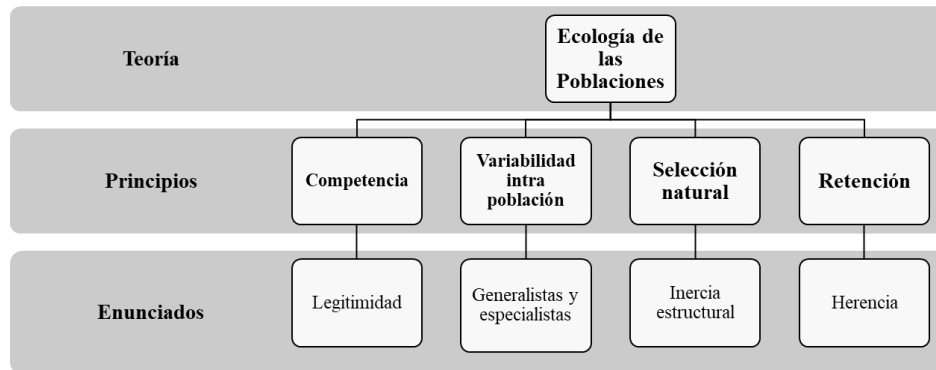 Teoría
Ecología de
las
Poblaciones
Principios
Competencia
Variabilidad
intra
población
Selección
natural
Retención
Enunciados
Legitimidad
Generalistas y
especialistas
Inercia
estructural
Herencia